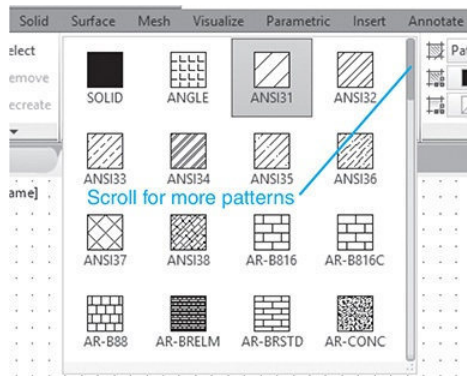 Solid Surface Mesh Visualize Parametric Insert Annotate
elect
Pat
emove
ecreate
SOLID ANGLE ANSI31 ANSI32
ANSI33 ANSI34 ANSI35 ANSI36
Scroll for more patterns
ame]
ANSI37 ANSI38 AR-B816 AR-B816C
AR-B88 AR-BRELM AR-BRSTD AR-CONC